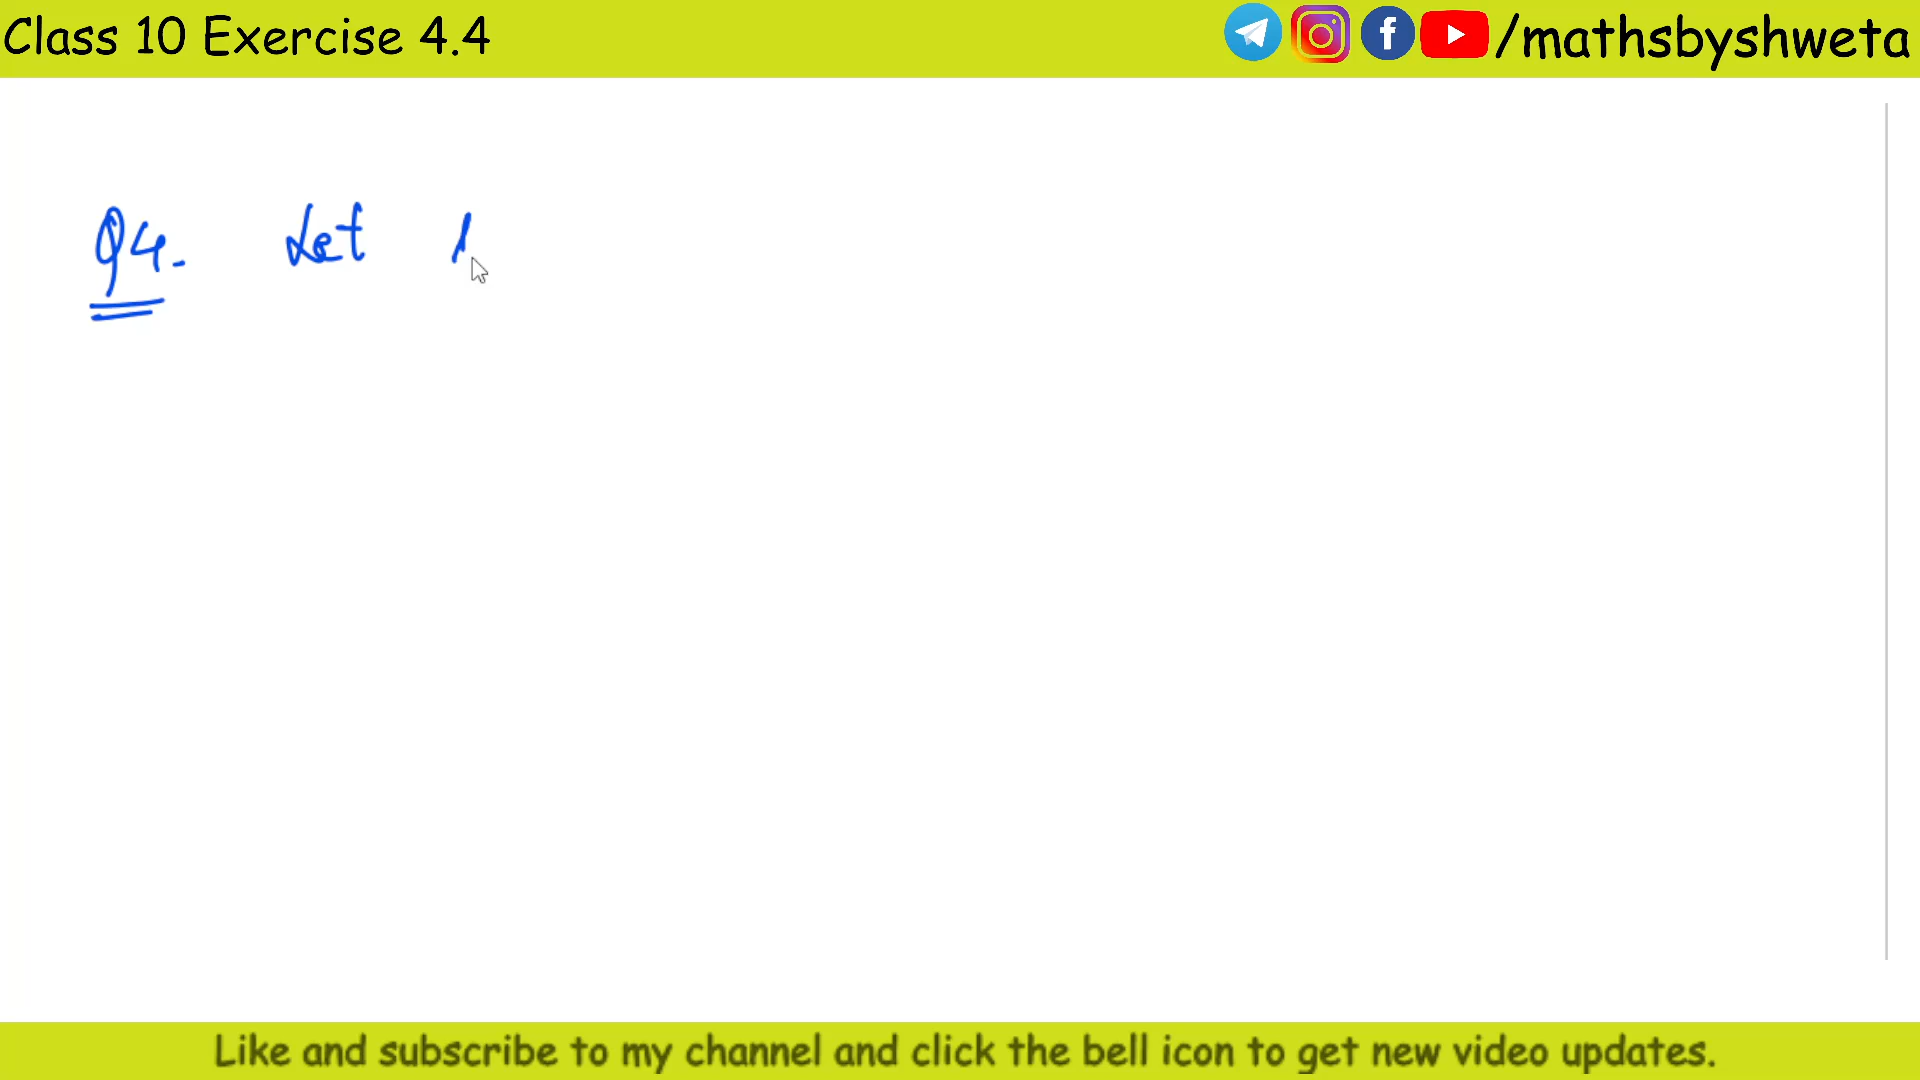 Class 10 Exercise 4.4
/mathsbyshweta
Q4. Let
Like and subscribe to my channel and click the bell icon to get new video updates.